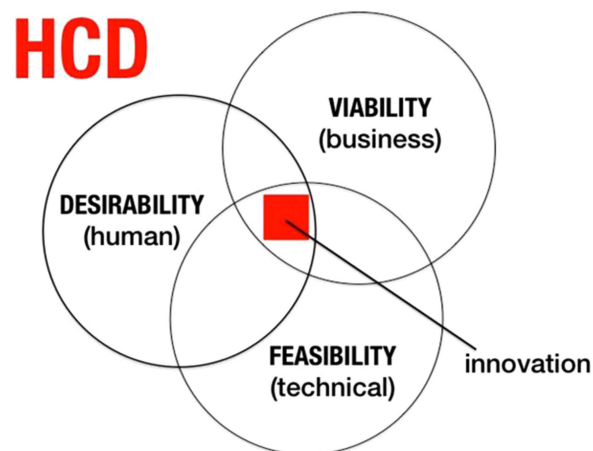 HCD
VIABILITY
(business)
DESIRABILITY
(human)
FEASIBILITY
(technical)
innovation